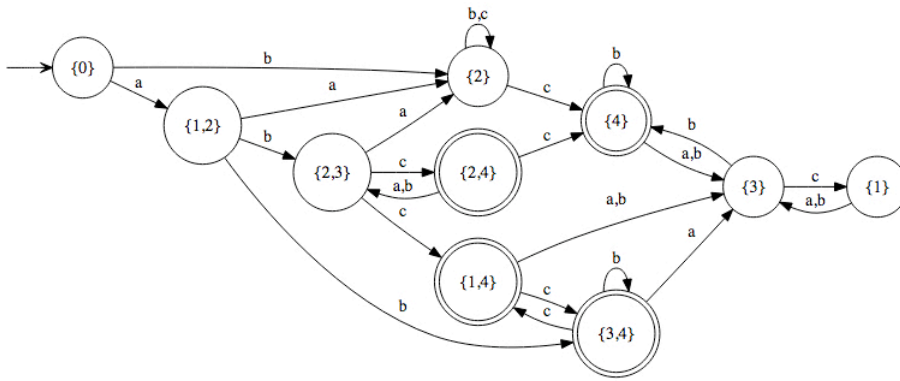 b,c
b
{0}
b
{2}
a
a
c
{4}
{1,2}
b
a
c
b
{2,3}
c
{2,4}
a,b
a,b
{3}
c
{1}
a,b
c
a,b
a
b
{1,4}
c
c
b
{3,4}